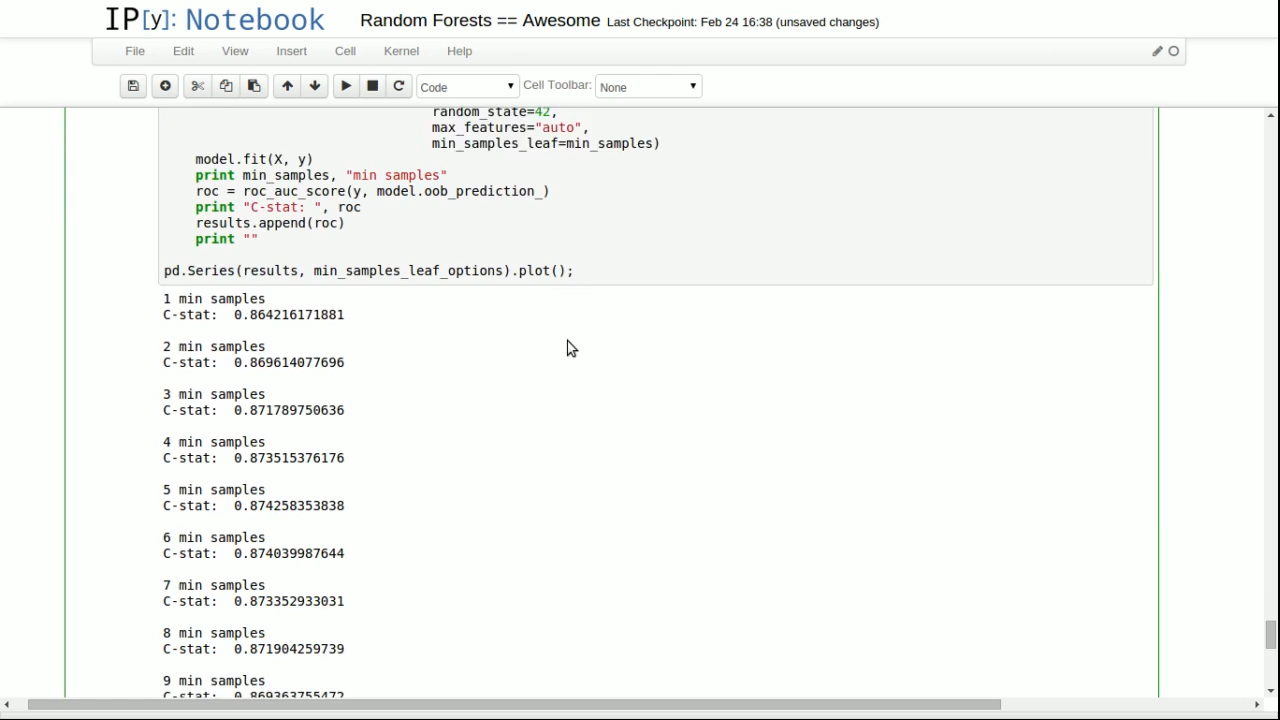 IP[y]: Notebook Random Forests == Awesome Last Checkpoint: Feb 24 16:38 (unsaved changes)
File Edit View Insert Cell Kernel Help
Code Cell Toolbar: None
random_state=42,
max_features="auto",
min_samples_leaf=min_samples)
model.fit(X, y)
print min_samples, "min samples"
roc = roc_auc_score(y, model.oob_prediction_)
print "C-stat: ", roc
results.append(roc)
print ""
pd.Series(results, min_samples_leaf_options).plot();
1 min samples
C-stat:  0.864216171881
2 min samples
C-stat:  0.869614077696
3 min samples
C-stat:  0.871789750636
4 min samples
C-stat:  0.873515376176
5 min samples
C-stat:  0.874258353838
6 min samples
C-stat:  0.874039987644
7 min samples
C-stat:  0.873352933031
8 min samples
C-stat:  0.871904259739
9 min samples
C-stat:  0.869363755472